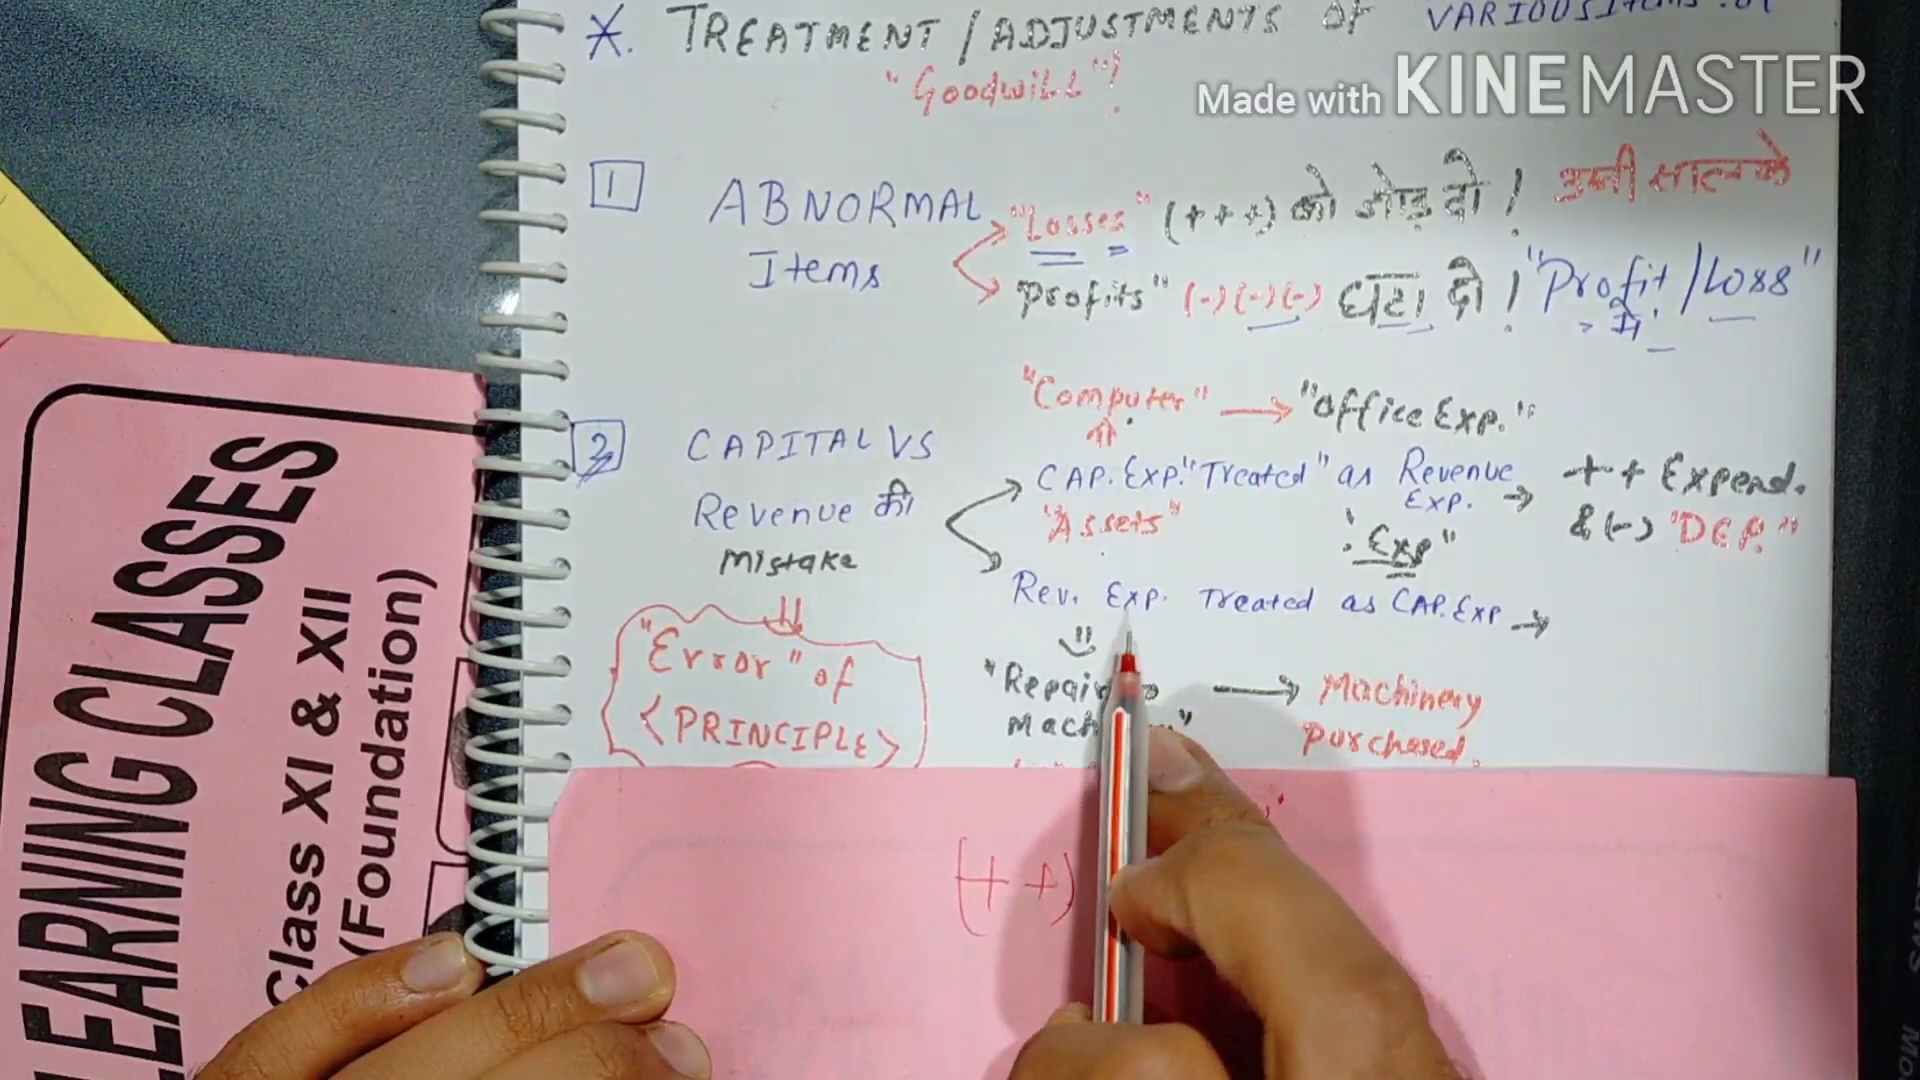 *. TREATMENT / ADJUSTMENTS OF VARIOUS ITEMS OF
"GoodwiLL"!
Made with KINEMASTER
1 ABNORMAL Items
"Losses" (+++) को जोड़ दो ! उसी साल के
Profits" (-)(-)(-) घटा दो ! "Profit /Loss"
में
2 CAPITAL VS Revenue की Mistake
"Computer" → "Office Exp."
CAP. Exp. "Treated" as Revenue Exp. → ++ Expend.
"Assets" "Exp" & (-) "DEP."
Rev. Exp. Treated as CAP. Exp →
"Error" of
<PRINCIPLE>
"Repair → Machinery
purchased.
(++)
LEARNING CLASSES
Class XI & XII
(Foundation)